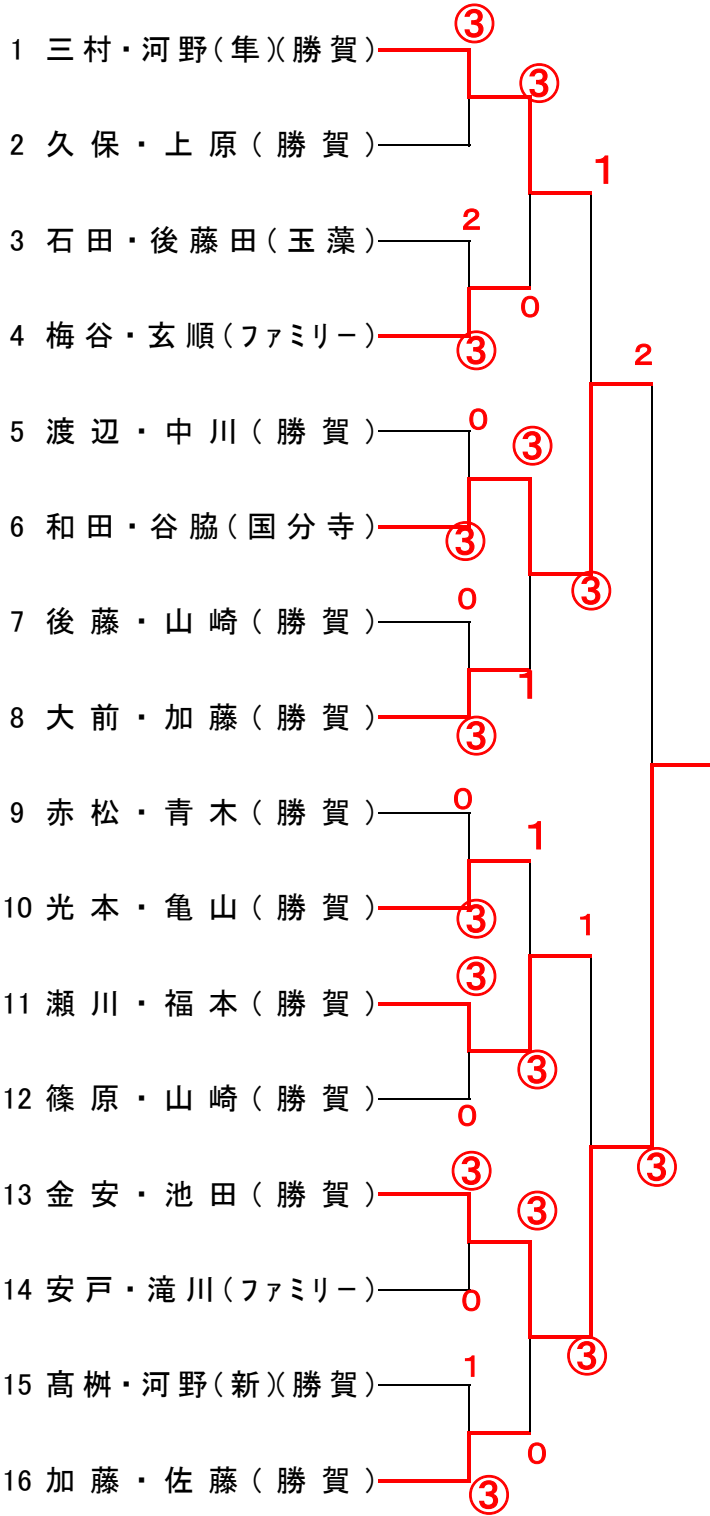 ③
1 三村・河野(隼)(勝賀)
③
2 久保・上原(勝賀)
1
2
3 石田・後藤田(玉藻)
0
4 梅谷・玄順(ファミリー)
③
2
0
5 渡辺・中川(勝賀)
③
6 和田・谷脇(国分寺)
③
③
0
7 後藤・山崎(勝賀)
1
8 大前・加藤(勝賀)
③
0
9 赤松・青木(勝賀)
1
10 光本・亀山(勝賀)
③
1
③
11 瀬川・福本(勝賀)
③
12 篠原・山崎(勝賀)
0
③
③
13 金安・池田(勝賀)
③
14 安戸・滝川(ファミリー)
0
③
1
15 髙桝・河野(新)(勝賀)
0
16 加藤・佐藤(勝賀)
③